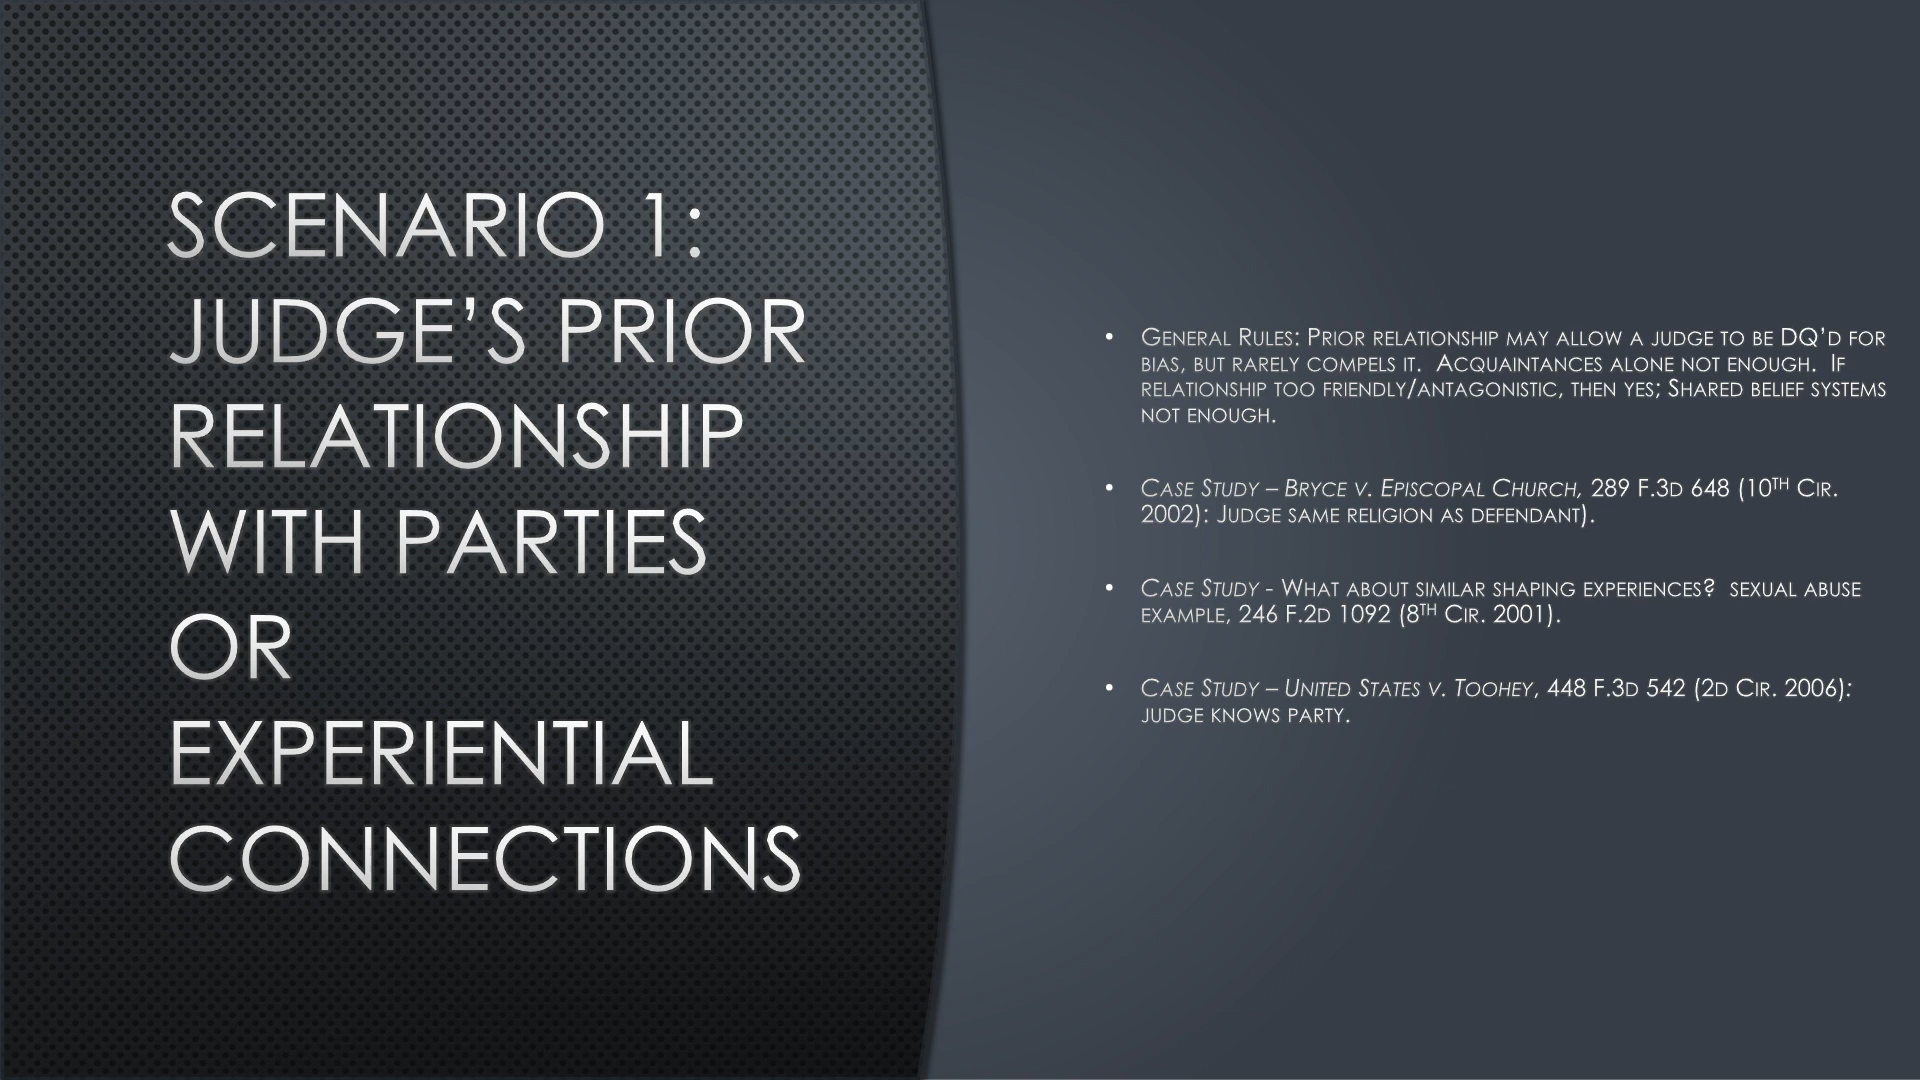 SCENARIO 1:
JUDGE’S PRIOR
RELATIONSHIP
WITH PARTIES
OR
EXPERIENTIAL
CONNECTIONS
• General Rules: Prior relationship may allow a judge to be DQ’d for
bias, but rarely compels it. Acquaintances alone not enough. If
relationship too friendly/antagonistic, then yes; Shared belief systems
not enough.
• Case Study – Bryce v. Episcopal Church, 289 F.3d 648 (10th Cir.
2002): Judge same religion as defendant).
• Case Study - What about similar shaping experiences? sexual abuse
example, 246 F.2d 1092 (8th Cir. 2001).
• Case Study – United States v. Toohey, 448 F.3d 542 (2d Cir. 2006):
judge knows party.